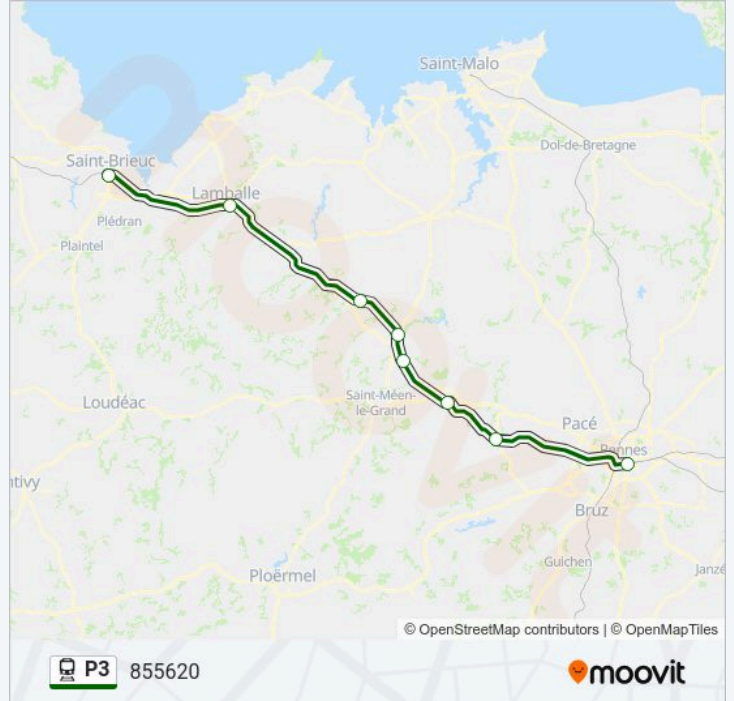 Saint-Malo
Dol-de-Bretagne
Saint-Brieuc
Lamballe
Plédran
Plaintel
Saint-Méen-
le-Grand
Loudéac
Pacé
Rennes
ntivy
Bruz
Guichen
Ploërmel
Janzé
© OpenStreetMap contributors | © OpenMapTiles
P3 855620
moovit